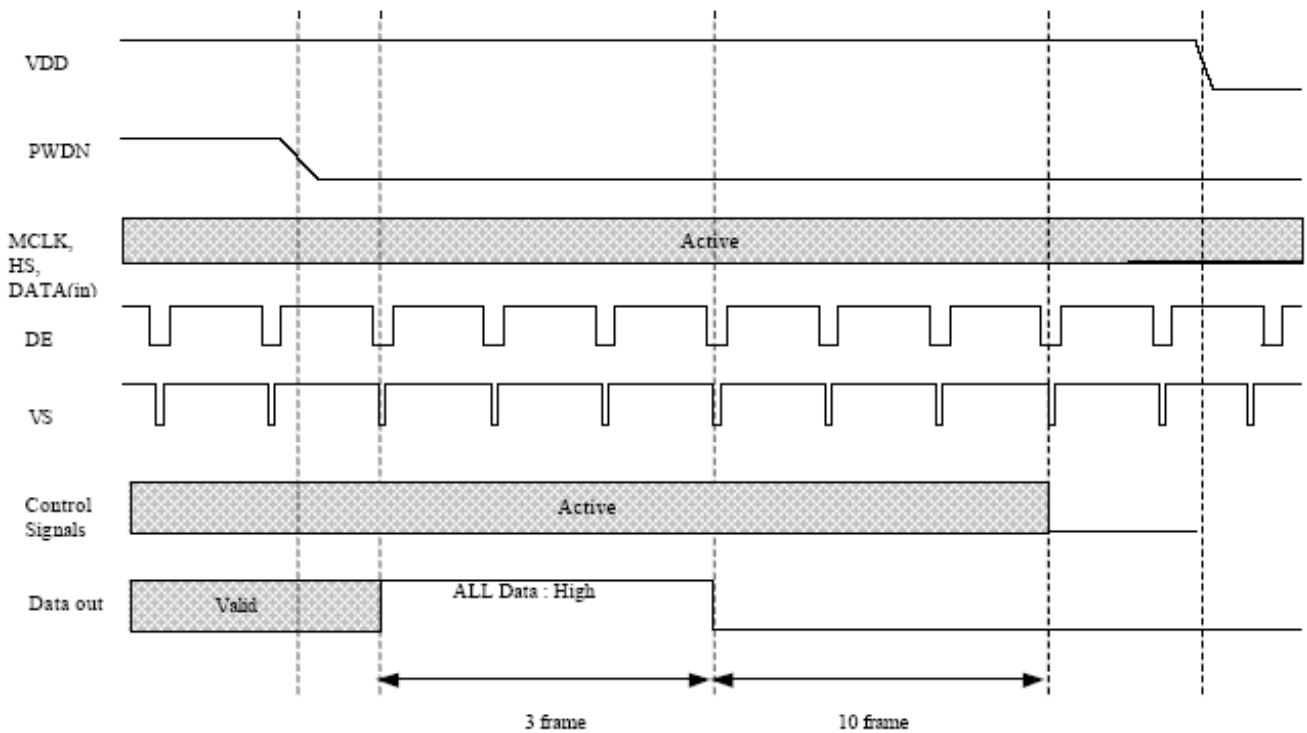 VDD
PWDN
MCLK,
HS,
DATA(in)
Active
DE
VS
Control
Signals
Active
Data out
Valid
ALL Data : High
3 frame
10 frame